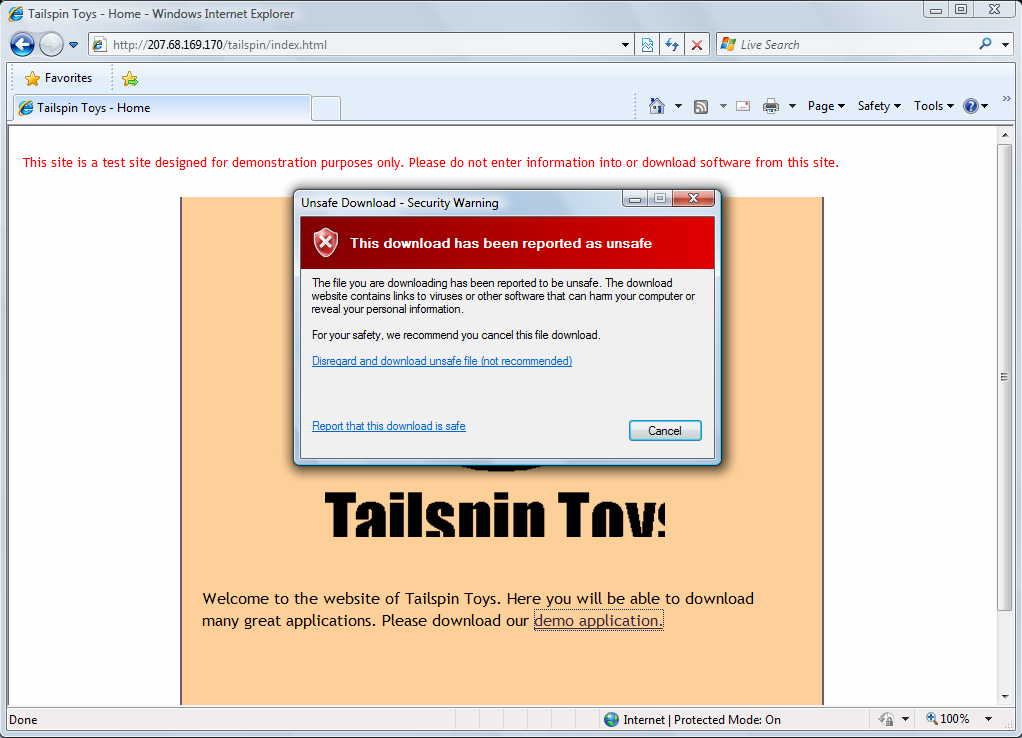 Tailspin Toys - Home - Windows Internet Explorer
http://207.68.169.170/tailspin/index.html
Live Search
Favorites
Tailspin Toys - Home
Page
Safety
Tools
This site is a test site designed for demonstration purposes only. Please do not enter information into or download software from this site.
Unsafe Download - Security Warning
This download has been reported as unsafe
The file you are downloading has been reported to be unsafe. The download
website contains links to viruses or other software that can harm your computer or
reveal your personal information.
For your safety, we recommend you cancel this file download.
Disregard and download unsafe file (not recommended)
Report that this download is safe
Cancel
Tailspin Toys
Welcome to the website of Tailspin Toys. Here you will be able to download
many great applications. Please download our demo application.
Done
Internet | Protected Mode: On
100%